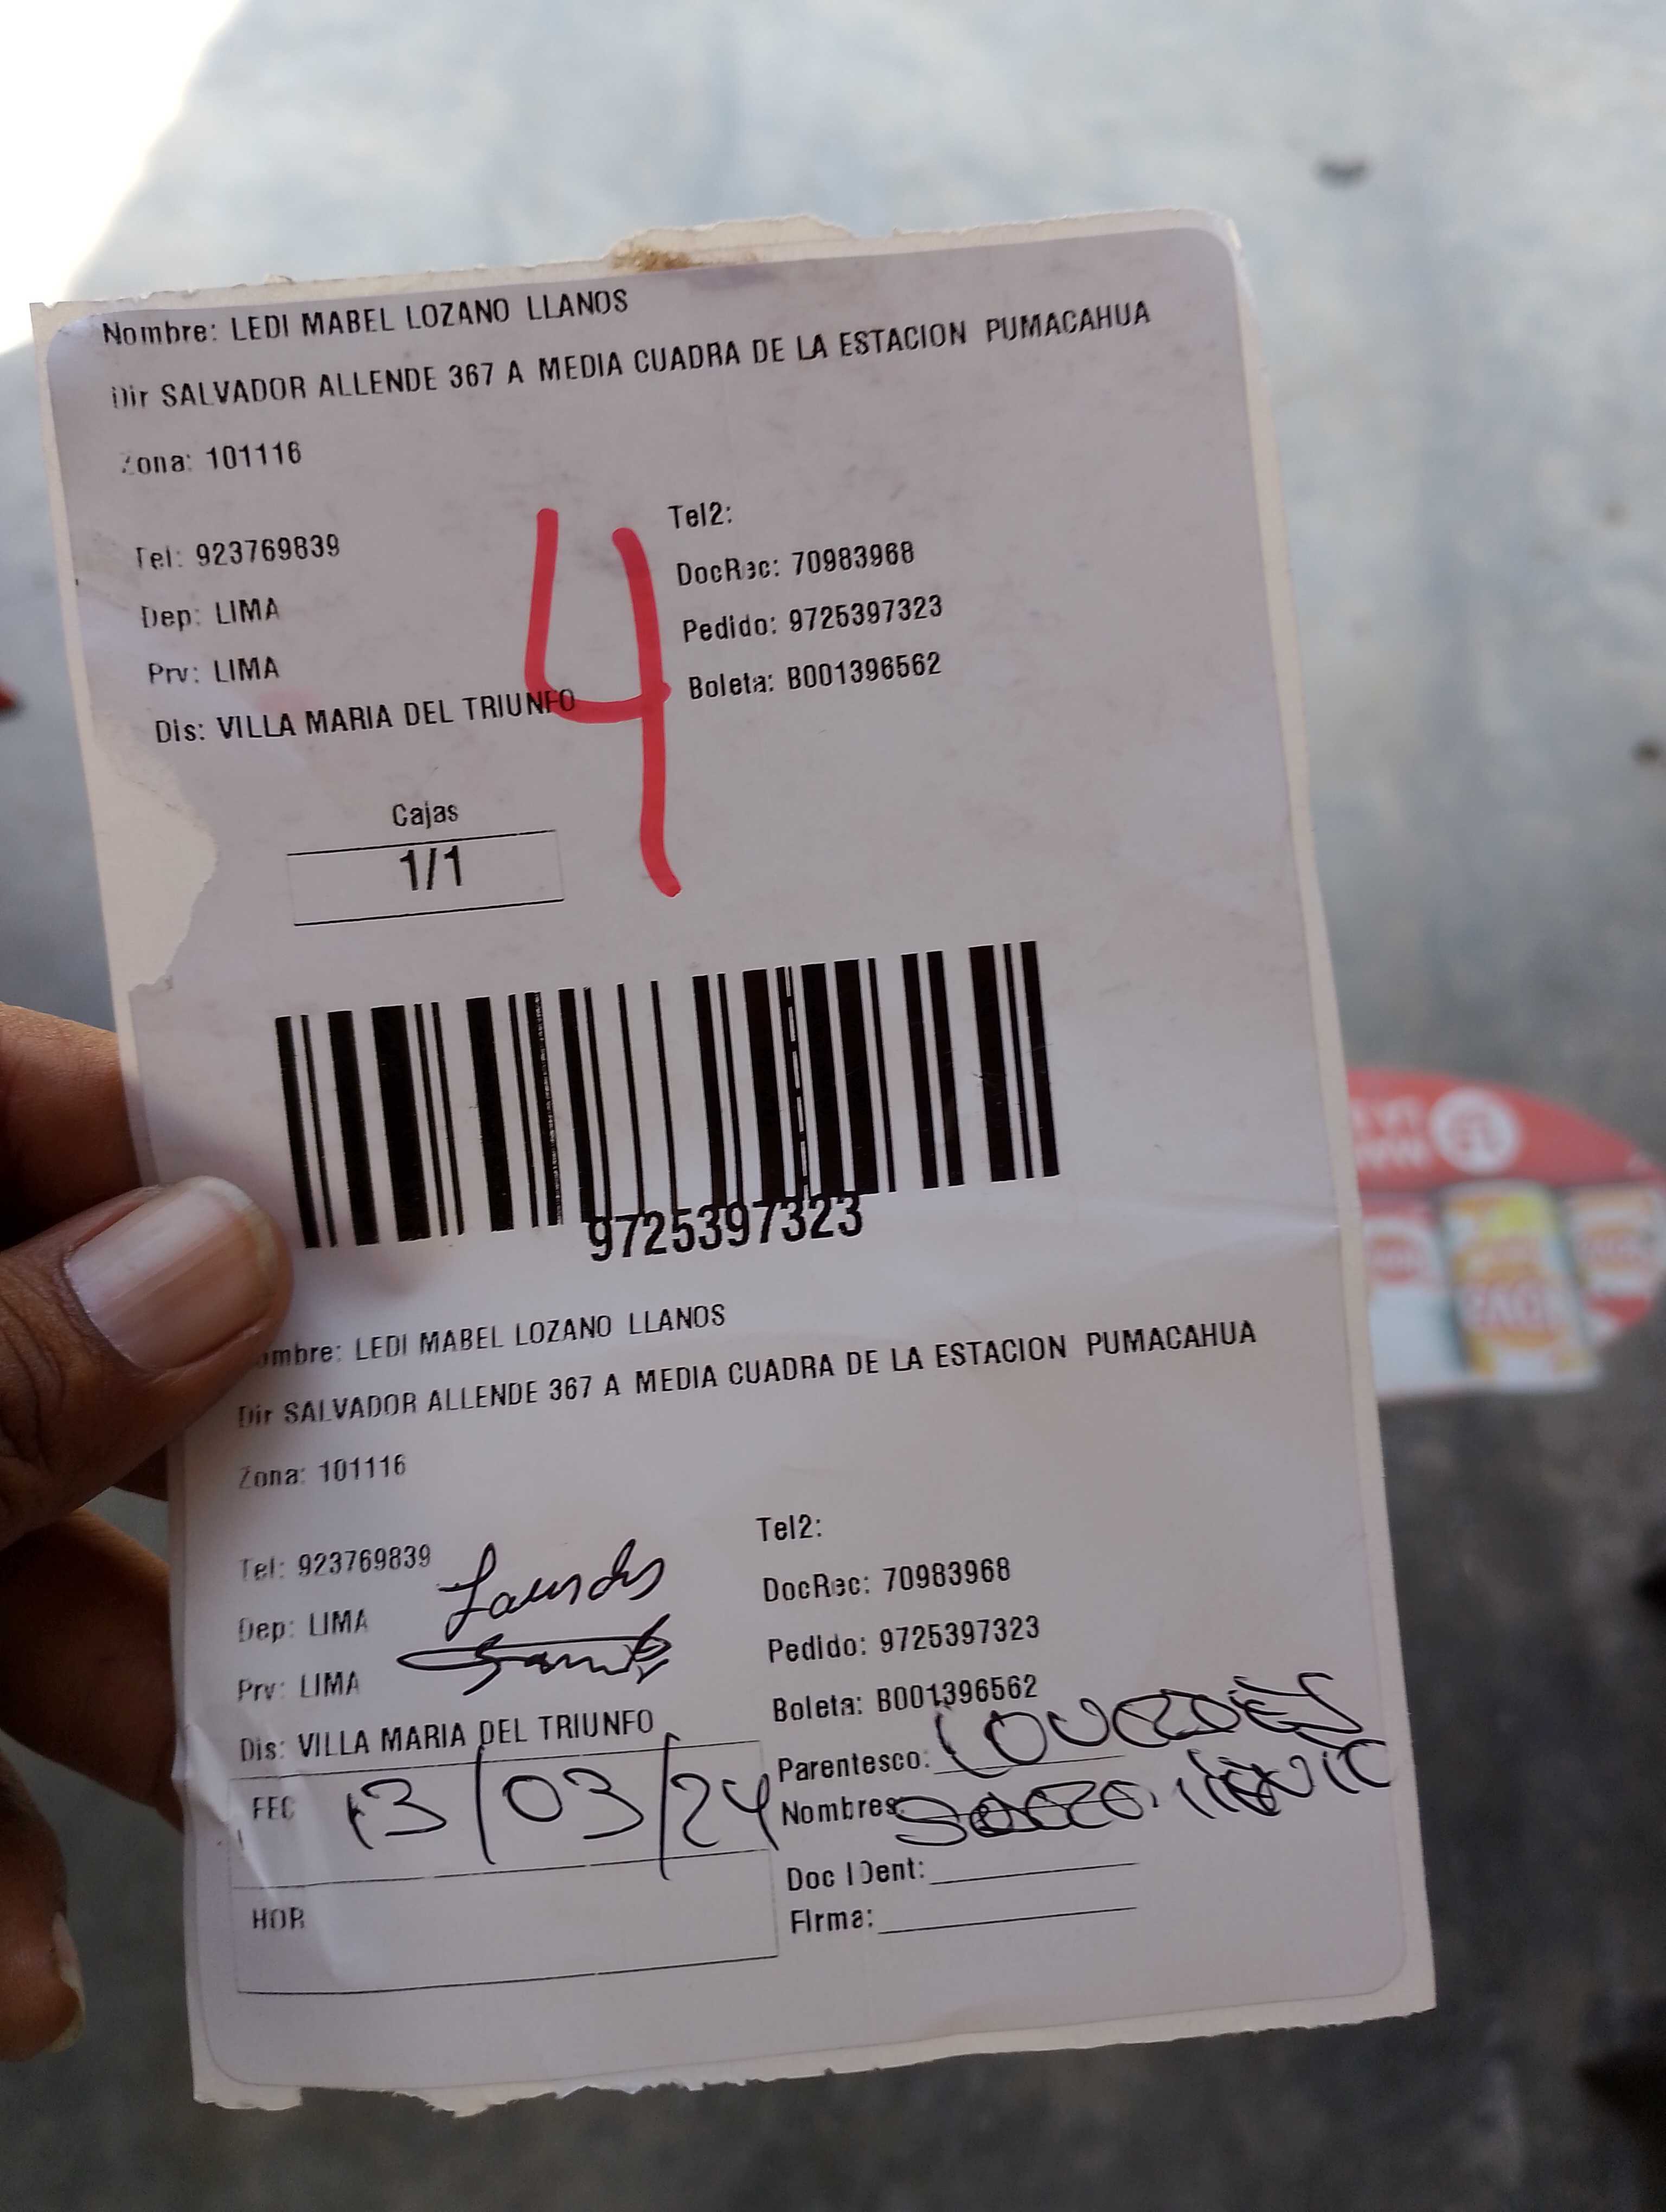 Nombre: LEDI MABEL LOZANO LLANOS
Dir SALVADOR ALLENDE 367 A MEDIA CUADRA DE LA ESTACION PUMACAHUA
Zona: 101116
4
Tel: 923769839 Tel2:
Dep: LIMA DocRec: 70983968
Prv: LIMA Pedido: 9725397323
Dis: VILLA MARIA DEL TRIUNFO Boleta: B001396562
Cajas
1/1
9725397323
mbre: LEDI MABEL LOZANO LLANOS
Dir SALVADOR ALLENDE 367 A MEDIA CUADRA DE LA ESTACION PUMACAHUA
Zona: 101116
Tel: 923769839 Tel2:
Lourdes
Dep: LIMA DocRec: 70983968
Prv: LIMA Pedido: 9725397323
Dis: VILLA MARIA DEL TRIUNFO Boleta: B001396562
Parentesco: LOURDES
FEC 13/03/24 Nombres:
Doc IDent:
HOR Firma: